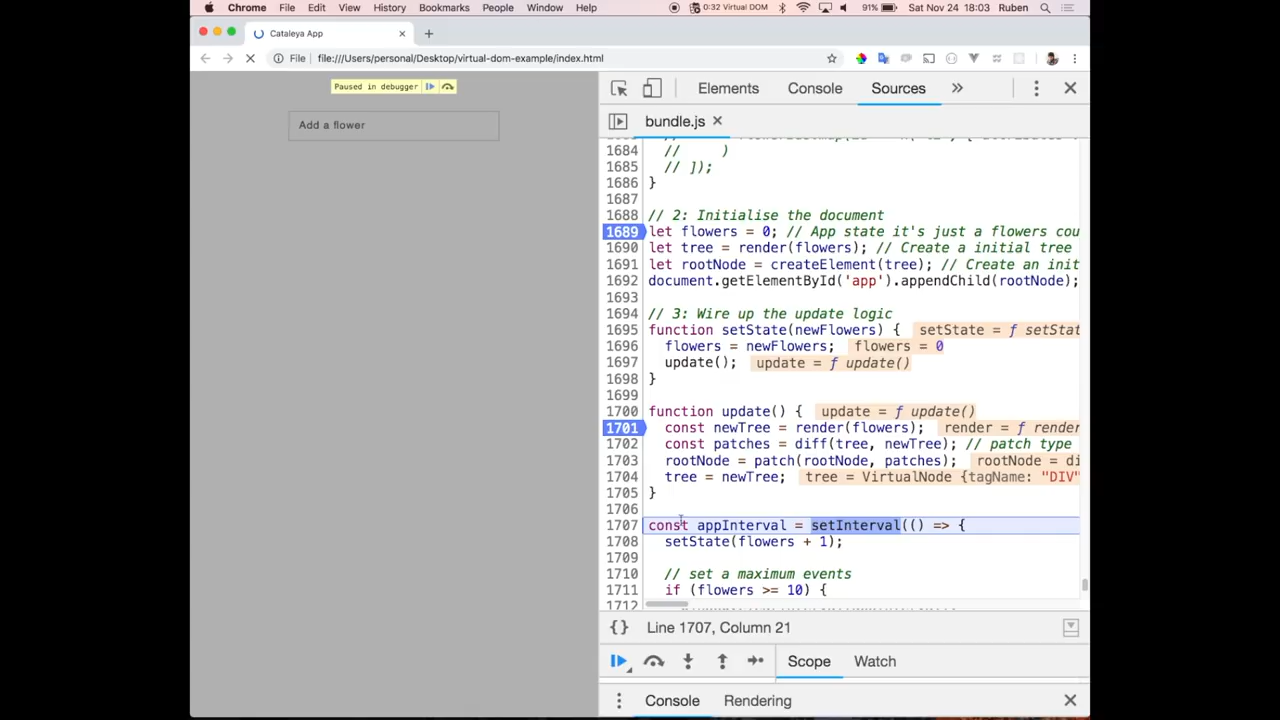 Chrome File Edit View History Bookmarks People Window Help 0:32 Virtual DOM 91% Sat Nov 24 18:03 Ruben
Cataleya App
File file:///Users/personal/Desktop/virtual-dom-example/index.html
Paused in debugger
Add a flower
Elements Console Sources
bundle.js
1684 // )
1685 // ]);
1686 }
1687
1688 // 2: Initialise the document
1689 let flowers = 0; // App state it's just a flowers cou
1690 let tree = render(flowers); // Create a initial tree
1691 let rootNode = createElement(tree); // Create an init
1692 document.getElementById('app').appendChild(rootNode);
1693
1694 // 3: Wire up the update logic
1695 function setState(newFlowers) { setState = ƒ setStat
1696 flowers = newFlowers; flowers = 0
1697 update(); update = ƒ update()
1698 }
1699
1700 function update() { update = ƒ update()
1701 const newTree = render(flowers); render = ƒ render
1702 const patches = diff(tree, newTree); // patch type
1703 rootNode = patch(rootNode, patches); rootNode = di
1704 tree = newTree; tree = VirtualNode {tagName: "DIV"
1705 }
1706
1707 const appInterval = setInterval(() => {
1708 setState(flowers + 1);
1709
1710 // set a maximum events
1711 if (flowers >= 10) {
1712
{} Line 1707, Column 21
Scope Watch
Console Rendering